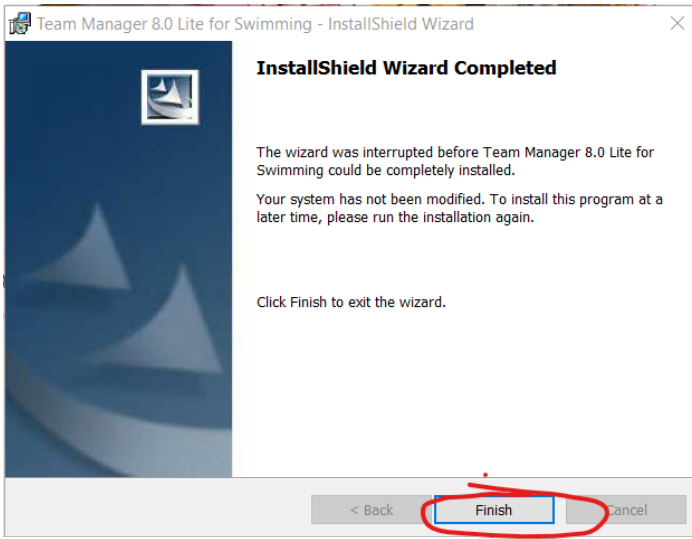 Team Manager 8.0 Lite for Swimming - InstallShield Wizard
InstallShield Wizard Completed
The wizard was interrupted before Team Manager 8.0 Lite for
Swimming could be completely installed.
Your system has not been modified. To install this program at a
later time, please run the installation again.
Click Finish to exit the wizard.
< Back
Finish
Cancel